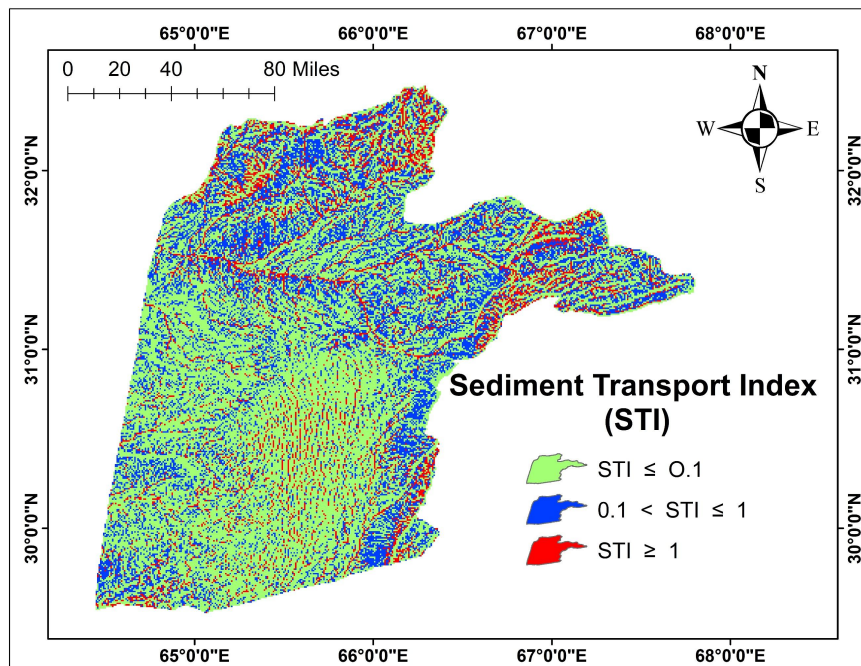 65°0'0"E 66°0'0"E 67°0'0"E 68°0'0"E
0 20 40 80 Miles
N
W E
S
32°0'0"N 32°0'0"N
31°0'0"N 31°0'0"N
Sediment Transport Index
(STI)
STI ≤ O.1
0.1 < STI ≤ 1
STI ≥ 1
30°0'0"N 30°0'0"N
65°0'0"E 66°0'0"E 67°0'0"E 68°0'0"E